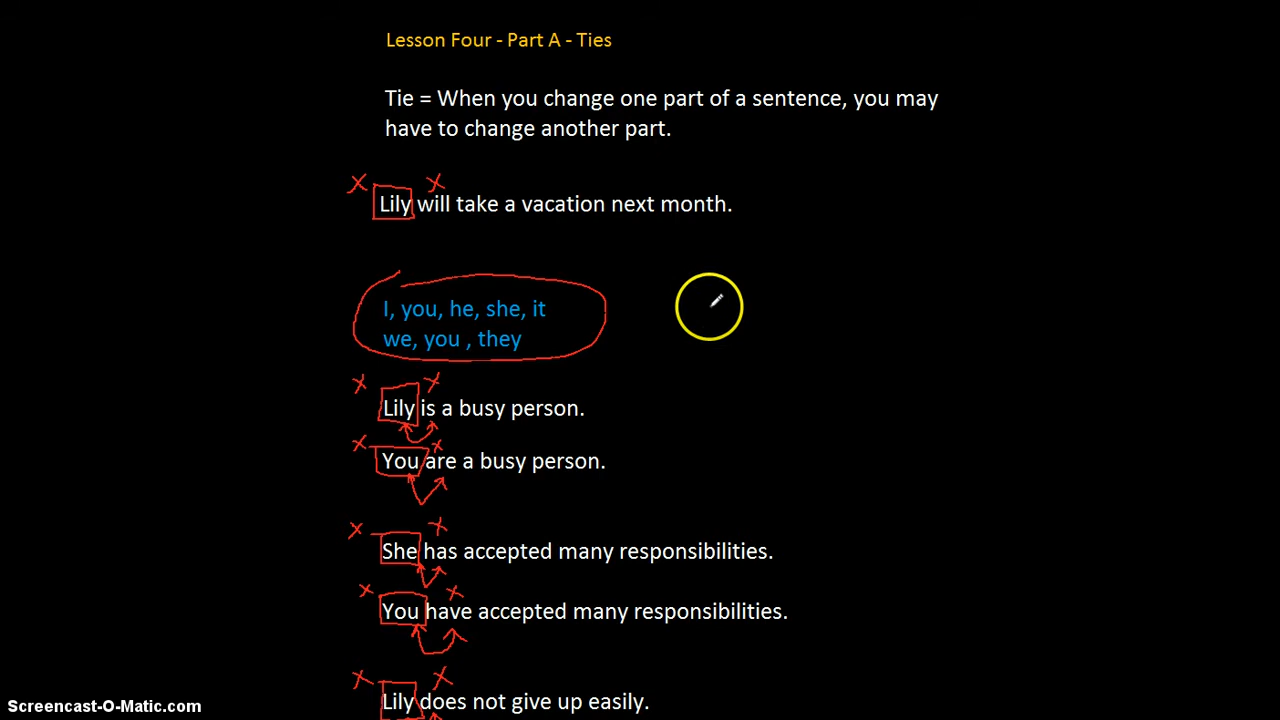 Lesson Four - Part A - Ties
Tie = When you change one part of a sentence, you may
have to change another part.
x x
Lily will take a vacation next month.
I, you, he, she, it
we, you , they
x x
Lily is a busy person.
x x
You are a busy person.
x x
She has accepted many responsibilities.
x x
You have accepted many responsibilities.
x x
Lily does not give up easily.
Screencast-O-Matic.com